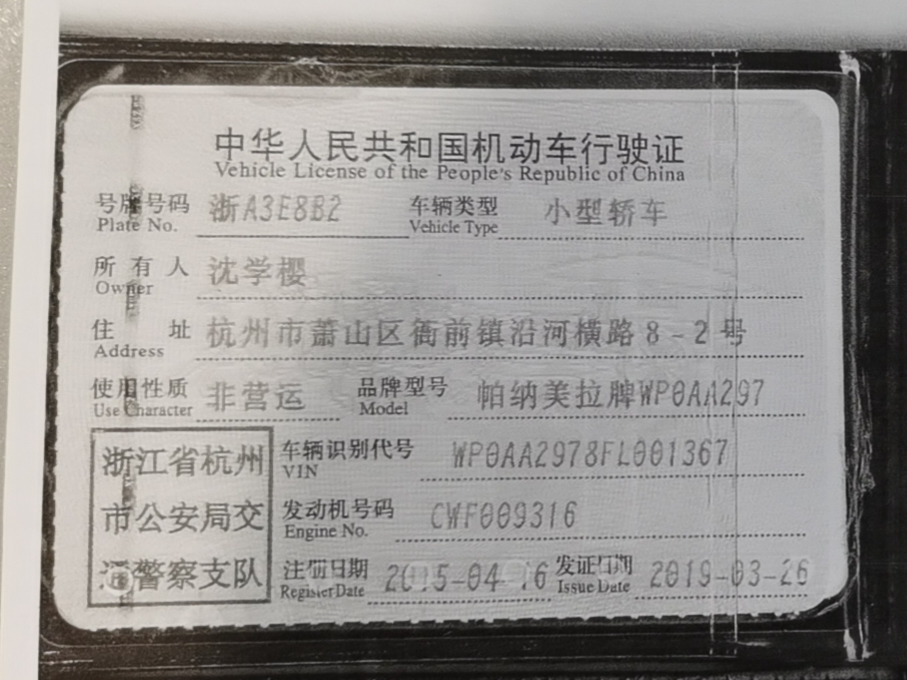 中华人民共和国机动车行驶证
Vehicle License of the People's Republic of China
号牌号码 浙A3E8B2 车辆类型 小型轿车
Plate No. Vehicle Type
所有人 沈学樱
Owner
住址 杭州市萧山区衙前镇沿河横路8-2号
Address
使用性质 非营运 品牌型号 帕纳美拉牌WP0AA297
Use Character Model
浙江省杭州 车辆识别代号 WP0AA2978FL001367
VIN
市公安局交 发动机号码 CWF009316
Engine No.
通警察支队 注册日期 2015-04-16 发证日期 2019-03-26
Register Date Issue Date